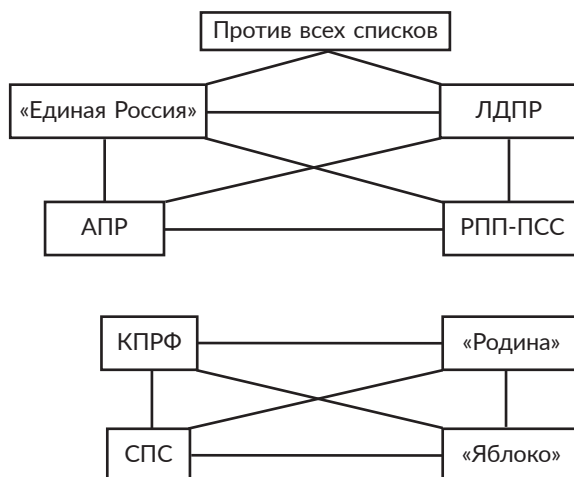 Против всех списков
«Единая Россия»
ЛДПР
АПР
РПП-ПСС
КПРФ
«Родина»
СПС
«Яблоко»